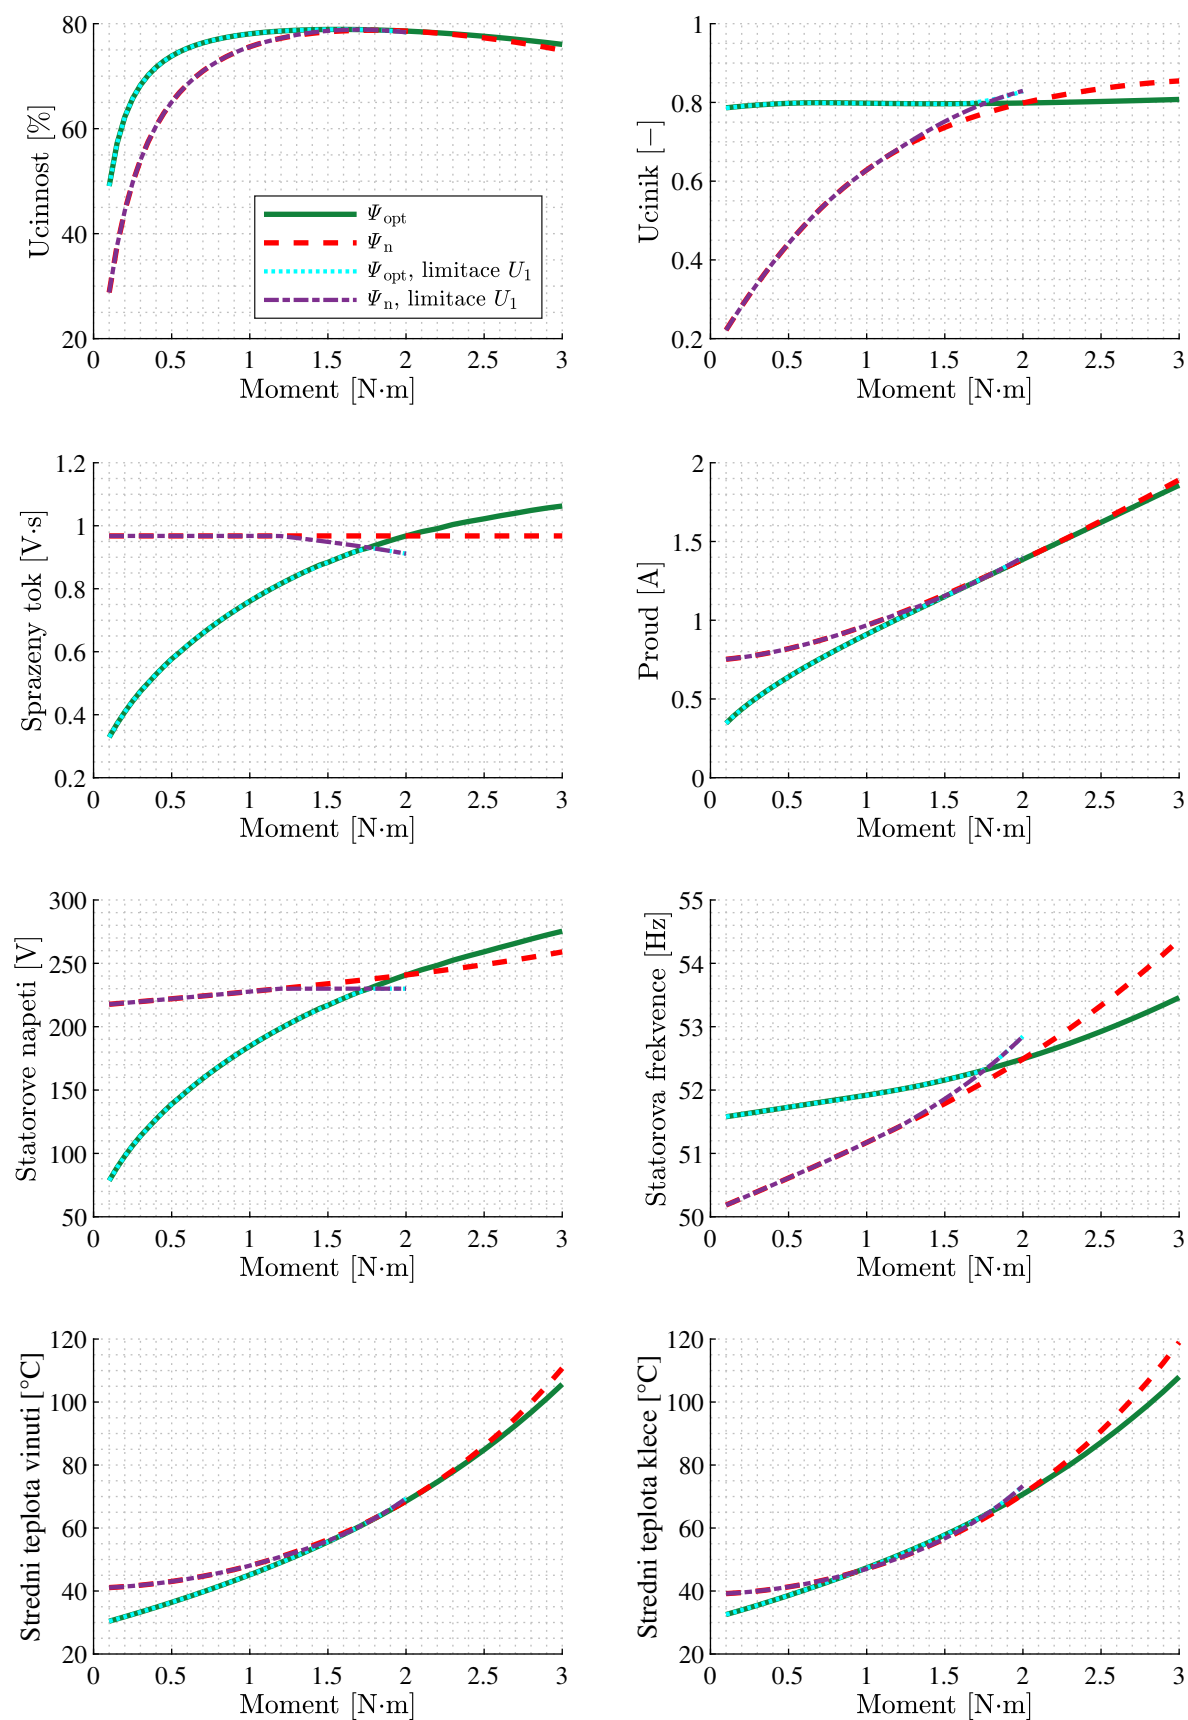 80
60
40
20
Ucinnost [%]
Ψopt
Ψn
Ψopt, limitace U1
Ψn, limitace U1
0 0.5 1 1.5 2 2.5 3
Moment [N·m]
1
0.8
0.6
0.4
0.2
Ucinik [−]
0 0.5 1 1.5 2 2.5 3
Moment [N·m]
1.2
1
0.8
0.6
0.4
0.2
Sprazeny tok [V·s]
0 0.5 1 1.5 2 2.5 3
Moment [N·m]
2
1.5
1
0.5
0
Proud [A]
0 0.5 1 1.5 2 2.5 3
Moment [N·m]
300
250
200
150
100
50
Statorove napeti [V]
0 0.5 1 1.5 2 2.5 3
Moment [N·m]
55
54
53
52
51
50
Statorova frekvence [Hz]
0 0.5 1 1.5 2 2.5 3
Moment [N·m]
120
100
80
60
40
20
Stredni teplota vinuti [°C]
0 0.5 1 1.5 2 2.5 3
Moment [N·m]
120
100
80
60
40
20
Stredni teplota klece [°C]
0 0.5 1 1.5 2 2.5 3
Moment [N·m]